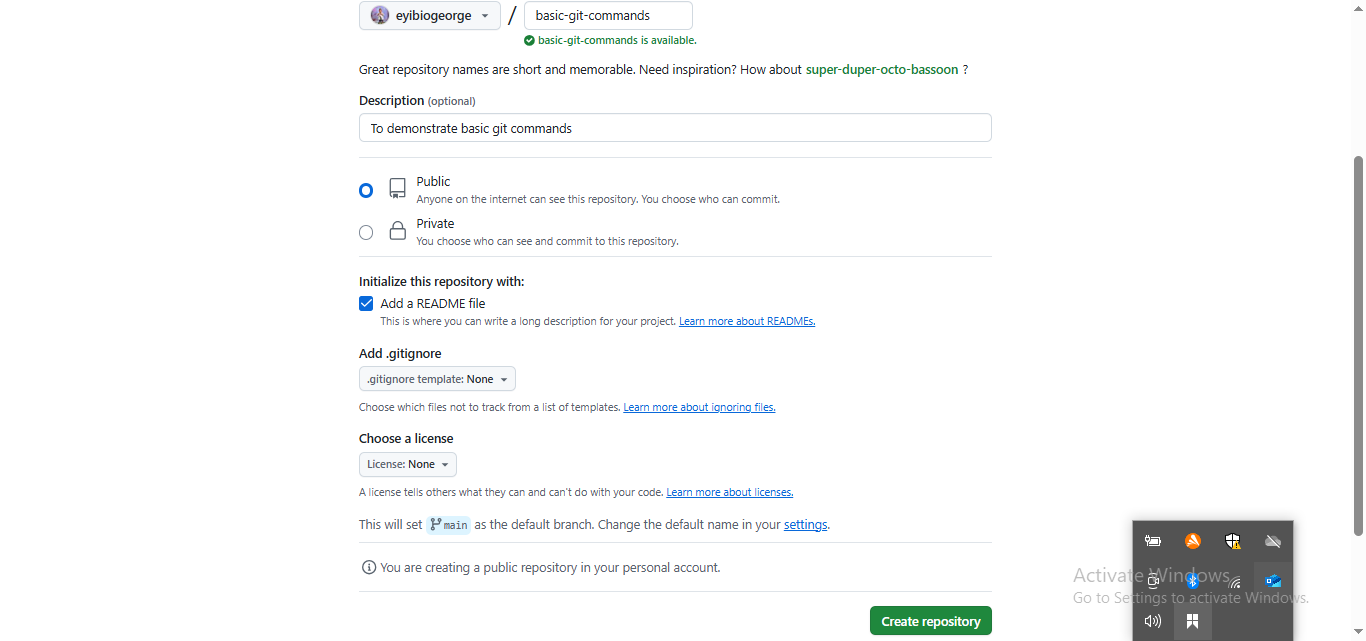 eyibiogeorge / basic-git-commands
basic-git-commands is available.
Great repository names are short and memorable. Need inspiration? How about super-duper-octo-bassoon ?
Description (optional)
To demonstrate basic git commands
Public
Anyone on the internet can see this repository. You choose who can commit.
Private
You choose who can see and commit to this repository.
Initialize this repository with:
Add a README file
This is where you can write a long description for your project. Learn more about READMEs.
Add .gitignore
.gitignore template: None
Choose which files not to track from a list of templates. Learn more about ignoring files.
Choose a license
License: None
A license tells others what they can and can't do with your code. Learn more about licenses.
This will set main as the default branch. Change the default name in your settings.
You are creating a public repository in your personal account.
Create repository
Activate Windows
Go to Settings to activate Windows.